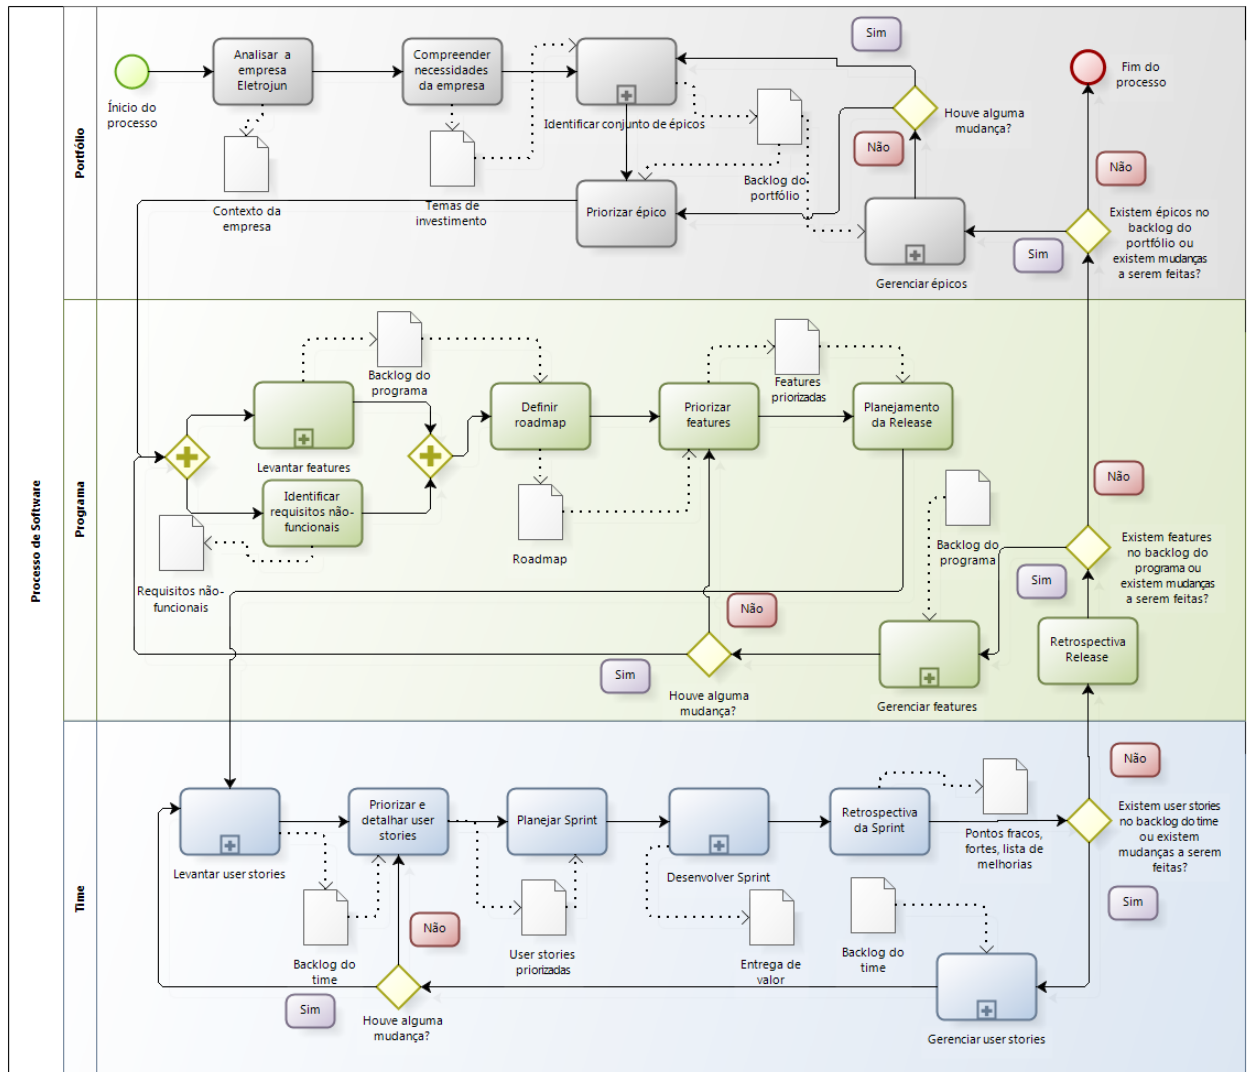 Processo de Software
Portfólio
Ínicio do
processo
Analisar a
empresa
Eletrojun
Contexto da
empresa
Compreender
necessidades
da empresa
Temas de
investimento
Identificar conjunto de épicos
Priorizar épico
Backlog do
portfólio
Sim
Houve alguma
mudança?
Não
Gerenciar épicos
Sim
Fim do
processo
Não
Existem épicos no
backlog do
portfólio ou
existem mudanças
a serem feitas?
Programa
Levantar features
Identificar
requisitos não-
funcionais
Requisitos não-
funcionais
Backlog do
programa
Definir
roadmap
Roadmap
Priorizar
features
Features
priorizadas
Planejamento
da Release
Backlog do
programa
Não
Existem features
no backlog do
programa ou
existem mudanças
a serem feitas?
Sim
Retrospectiva
Release
Gerenciar features
Não
Sim
Houve alguma
mudança?
Time
Levantar user stories
Backlog do
time
Priorizar e
detalhar user
stories
Planejar Sprint
User stories
priorizadas
Desenvolver Sprint
Entrega de
valor
Retrospectiva
da Sprint
Pontos fracos,
fortes, lista de
melhorias
Não
Existem user stories
no backlog do time
ou existem
mudanças a serem
feitas?
Sim
Backlog do
time
Gerenciar user stories
Não
Sim
Houve alguma
mudança?